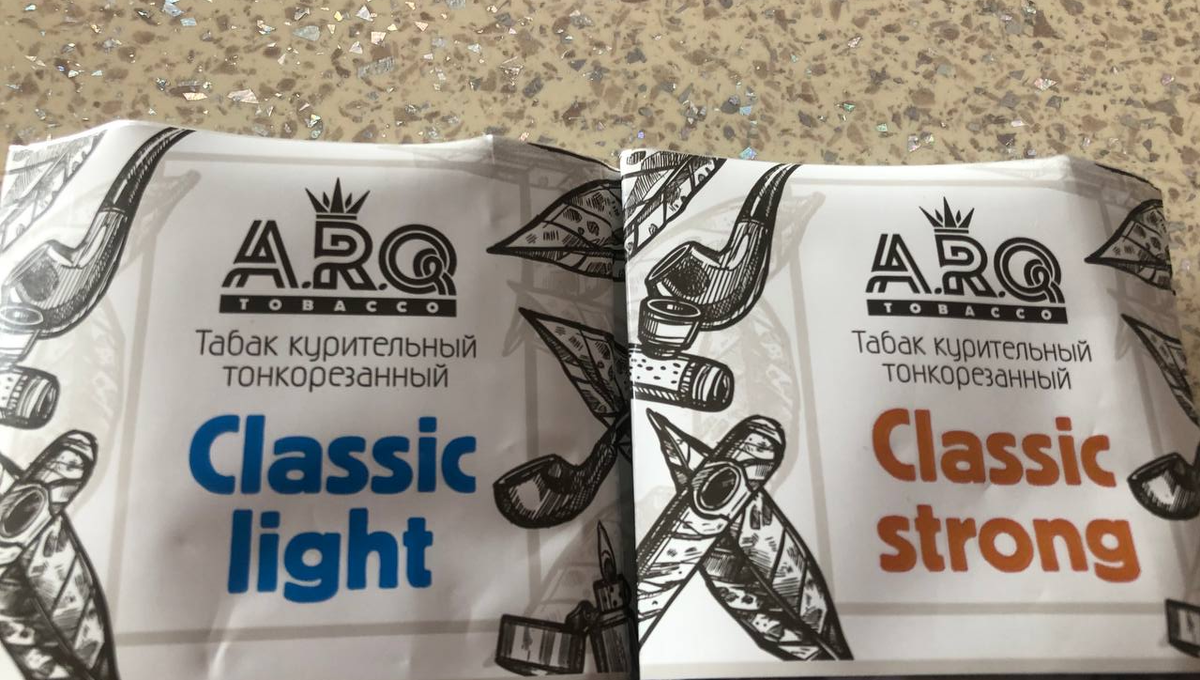 A.R.Q
TOBACCO
Табак курительный
тонкорезанный
Classic
light
A.R.Q
TOBACCO
Табак курительный
тонкорезанный
Classic
strong